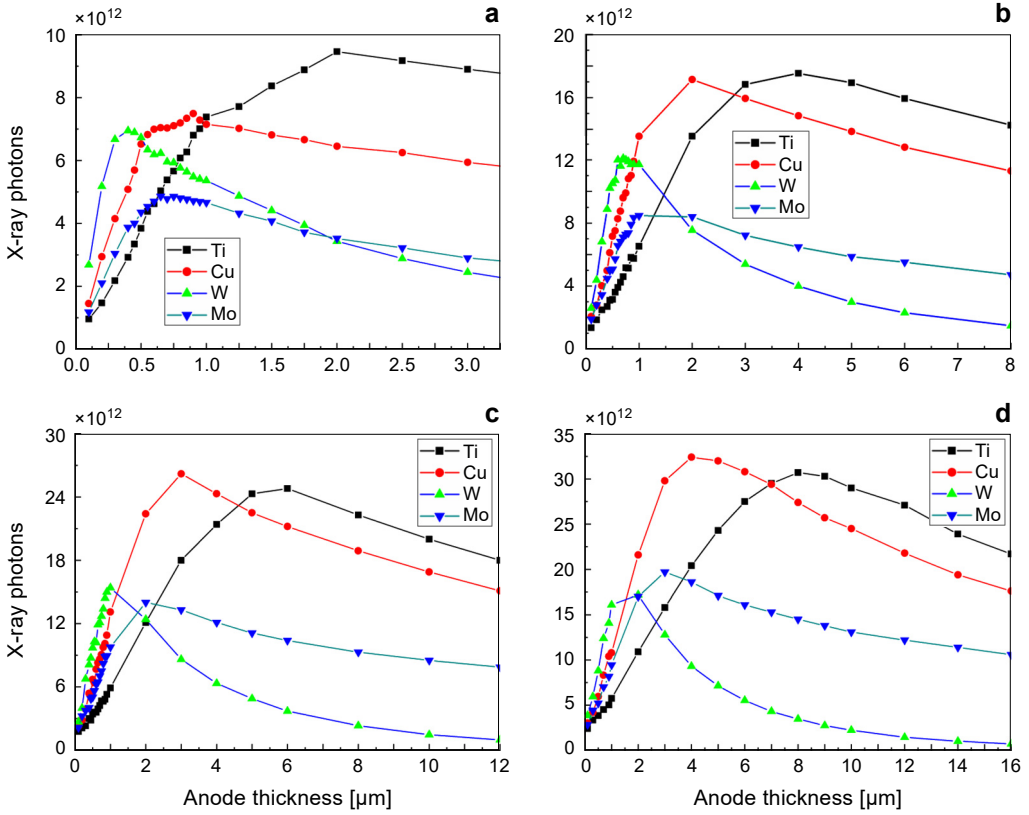 ×10¹² a
10
8
6
4
2
0
X-ray photons
Ti
Cu
W
Mo
0.0 0.5 1.0 1.5 2.0 2.5 3.0
×10¹² b
20
16
12
8
4
0
Ti
Cu
W
Mo
0 1 2 3 4 5 6 7 8
×10¹² c
30
24
18
12
6
0
X-ray photons
Ti
Cu
W
Mo
0 2 4 6 8 10 12
Anode thickness [µm]
×10¹² d
35
30
25
20
15
10
5
0
Ti
Cu
W
Mo
0 2 4 6 8 10 12 14 16
Anode thickness [µm]